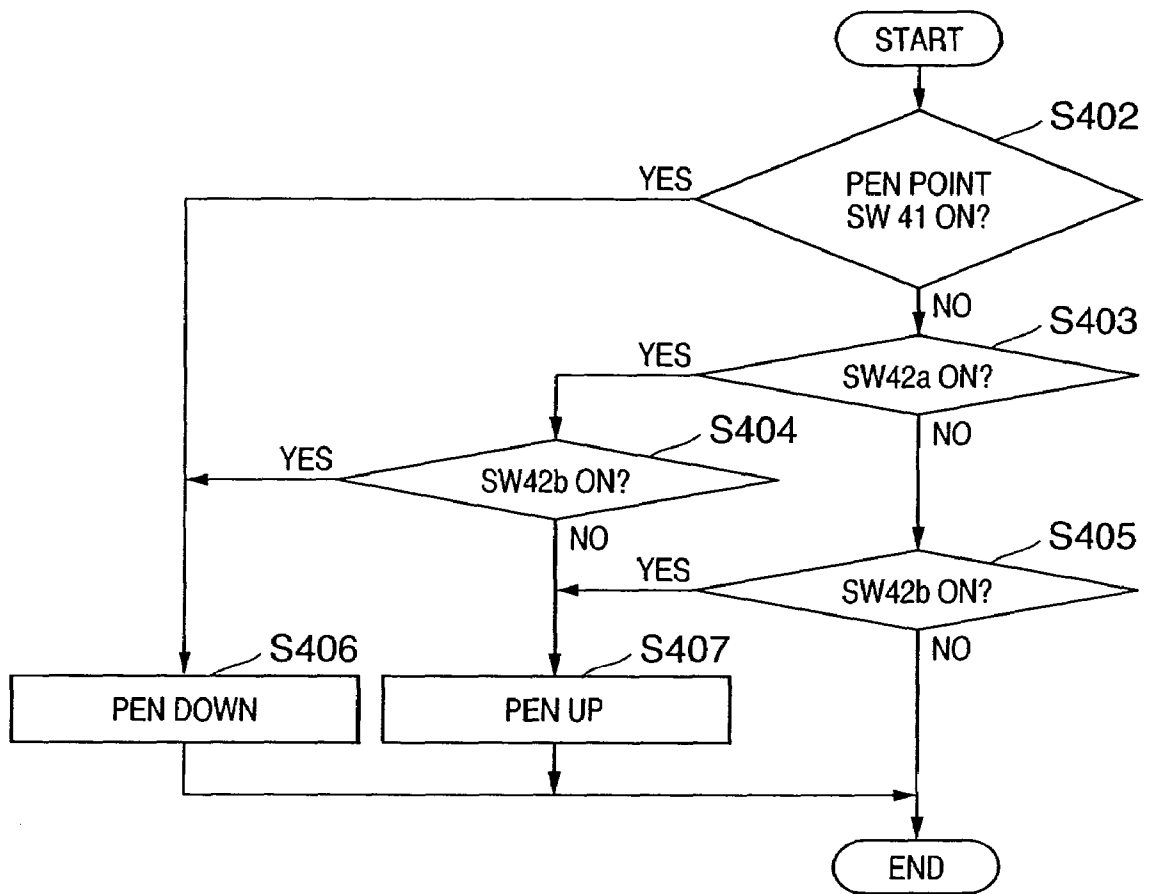 START
S402
YES
PEN POINT
SW 41 ON?
NO
S403
YES
SW42a ON?
S404
NO
YES
SW42b ON?
NO
S405
YES
SW42b ON?
S406
S407
NO
PEN DOWN
PEN UP
END